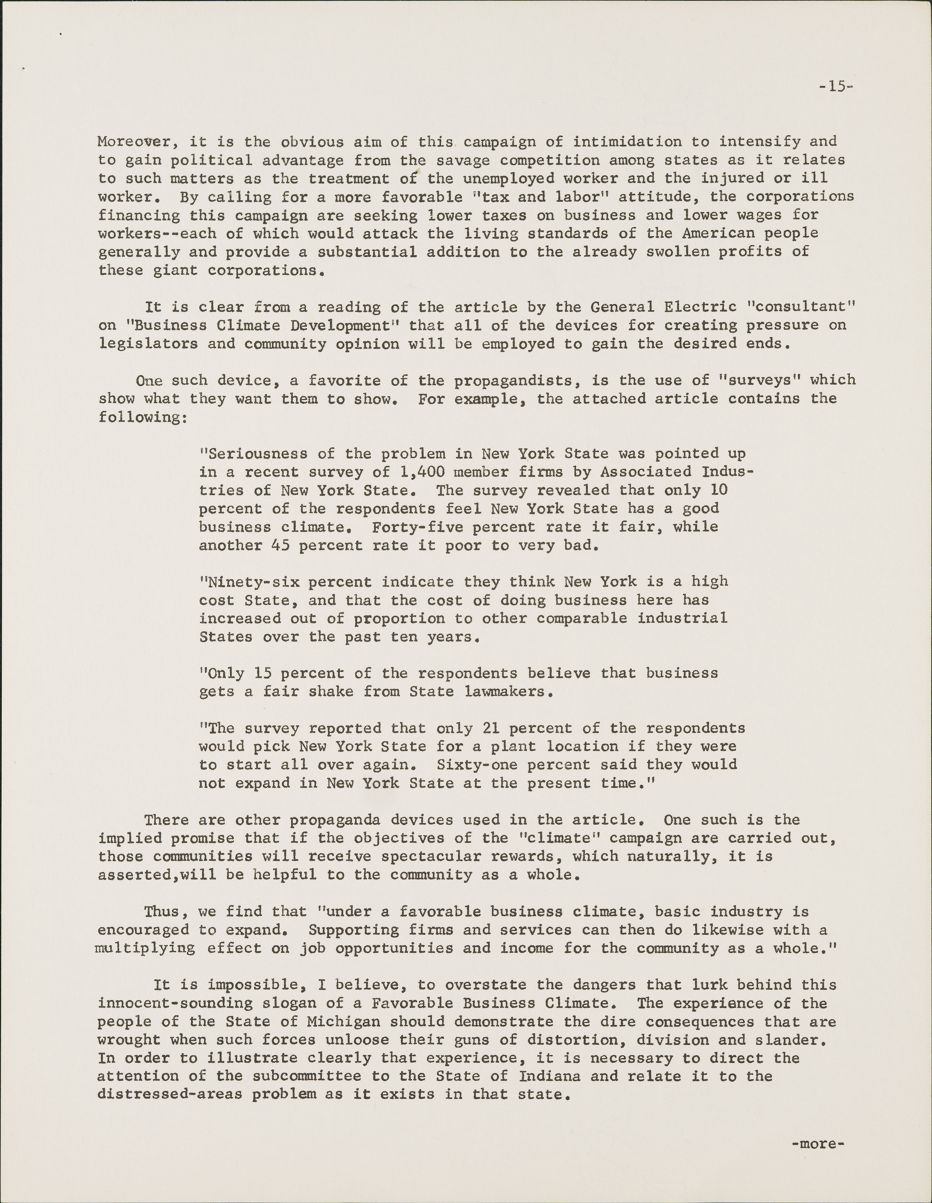 -15-
Moreover, it is the obvious aim of this campaign of intimidation to intensify and
to gain political advantage from the savage competition among states as it relates
to such matters as the treatment of the unemployed worker and the injured or ill
worker. By calling for a more favorable "tax and labor" attitude, the corporations
financing this campaign are seeking lower taxes on business and lower wages for
workers--each of which would attack the living standards of the American people
generally and provide a substantial addition to the already swollen profits of
these giant corporations.
It is clear from a reading of the article by the General Electric "consultant"
on "Business Climate Development" that all of the devices for creating pressure on
legislators and community opinion will be employed to gain the desired ends.
One such device, a favorite of the propagandists, is the use of "surveys" which
show what they want them to show. For example, the attached article contains the
following:
"Seriousness of the problem in New York State was pointed up
in a recent survey of 1,400 member firms by Associated Indus-
tries of New York State. The survey revealed that only 10
percent of the respondents feel New York State has a good
business climate. Forty-five percent rate it fair, while
another 45 percent rate it poor to very bad.
"Ninety-six percent indicate they think New York is a high
cost State, and that the cost of doing business here has
increased out of proportion to other comparable industrial
States over the past ten years.
"Only 15 percent of the respondents believe that business
gets a fair shake from State lawmakers.
"The survey reported that only 21 percent of the respondents
would pick New York State for a plant location if they were
to start all over again. Sixty-one percent said they would
not expand in New York State at the present time."
There are other propaganda devices used in the article. One such is the
implied promise that if the objectives of the "climate" campaign are carried out,
those communities will receive spectacular rewards, which naturally, it is
asserted,will be helpful to the community as a whole.
Thus, we find that "under a favorable business climate, basic industry is
encouraged to expand. Supporting firms and services can then do likewise with a
multiplying effect on job opportunities and income for the community as a whole."
It is impossible, I believe, to overstate the dangers that lurk behind this
innocent-sounding slogan of a Favorable Business Climate. The experience of the
people of the State of Michigan should demonstrate the dire consequences that are
wrought when such forces unloose their guns of distortion, division and slander.
In order to illustrate clearly that experience, it is necessary to direct the
attention of the subcommittee to the State of Indiana and relate it to the
distressed-areas problem as it exists in that state.
-more-